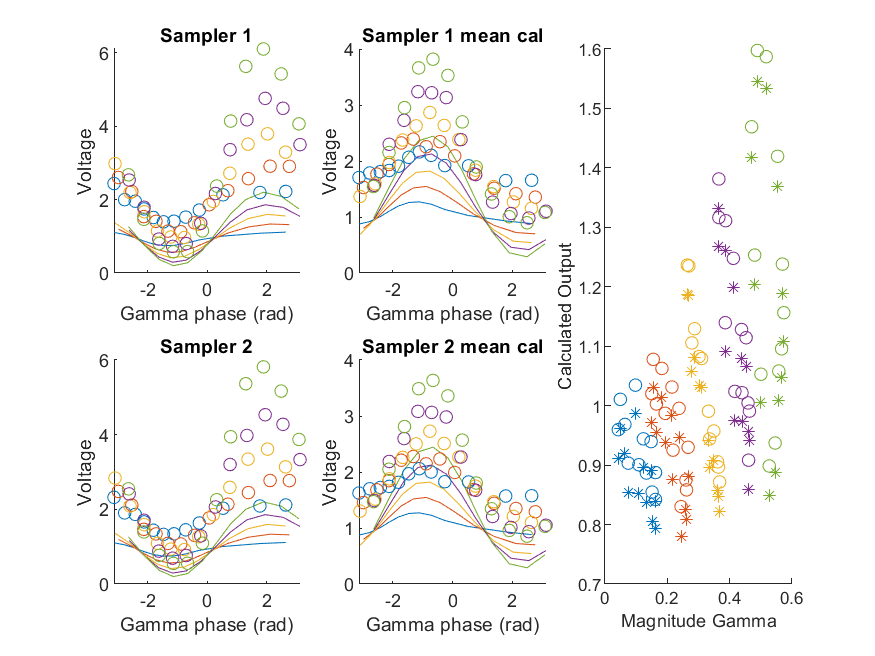 Sampler 1
Voltage
6
4
2
0
-2 0 2
Gamma phase (rad)
Sampler 1 mean cal
Voltage
4
3
2
1
0
-2 0 2
Gamma phase (rad)
Sampler 2
Voltage
6
4
2
0
-2 0 2
Gamma phase (rad)
Sampler 2 mean cal
Voltage
4
3
2
1
0
-2 0 2
Gamma phase (rad)
Calculated Output
1.6
1.5
1.4
1.3
1.2
1.1
1
0.9
0.8
0.7
0 0.2 0.4 0.6
Magnitude Gamma